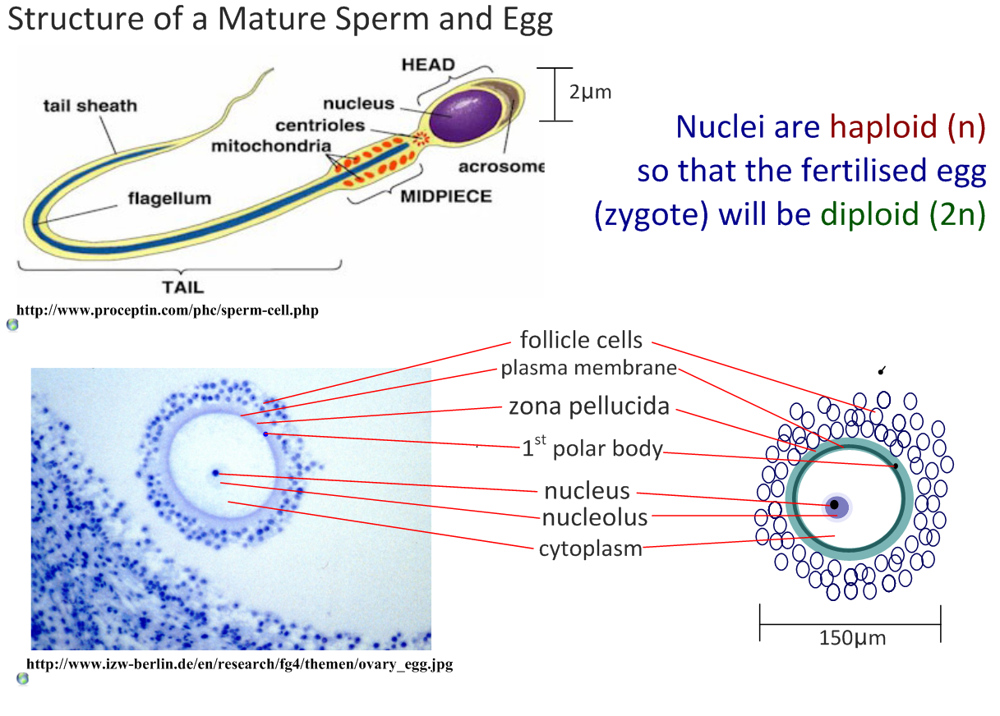 Structure of a Mature Sperm and Egg
HEAD
2µm
tail sheath
nucleus
centrioles
mitochondria
acrosome
flagellum
MIDPIECE
TAIL
Nuclei are haploid (n)
so that the fertilised egg
(zygote) will be diploid (2n)
http://www.proceptin.com/phc/sperm-cell.php
follicle cells
plasma membrane
zona pellucida
1st polar body
nucleus
nucleolus
cytoplasm
150µm
http://www.izw-berlin.de/en/research/fg4/themen/ovary_egg.jpg